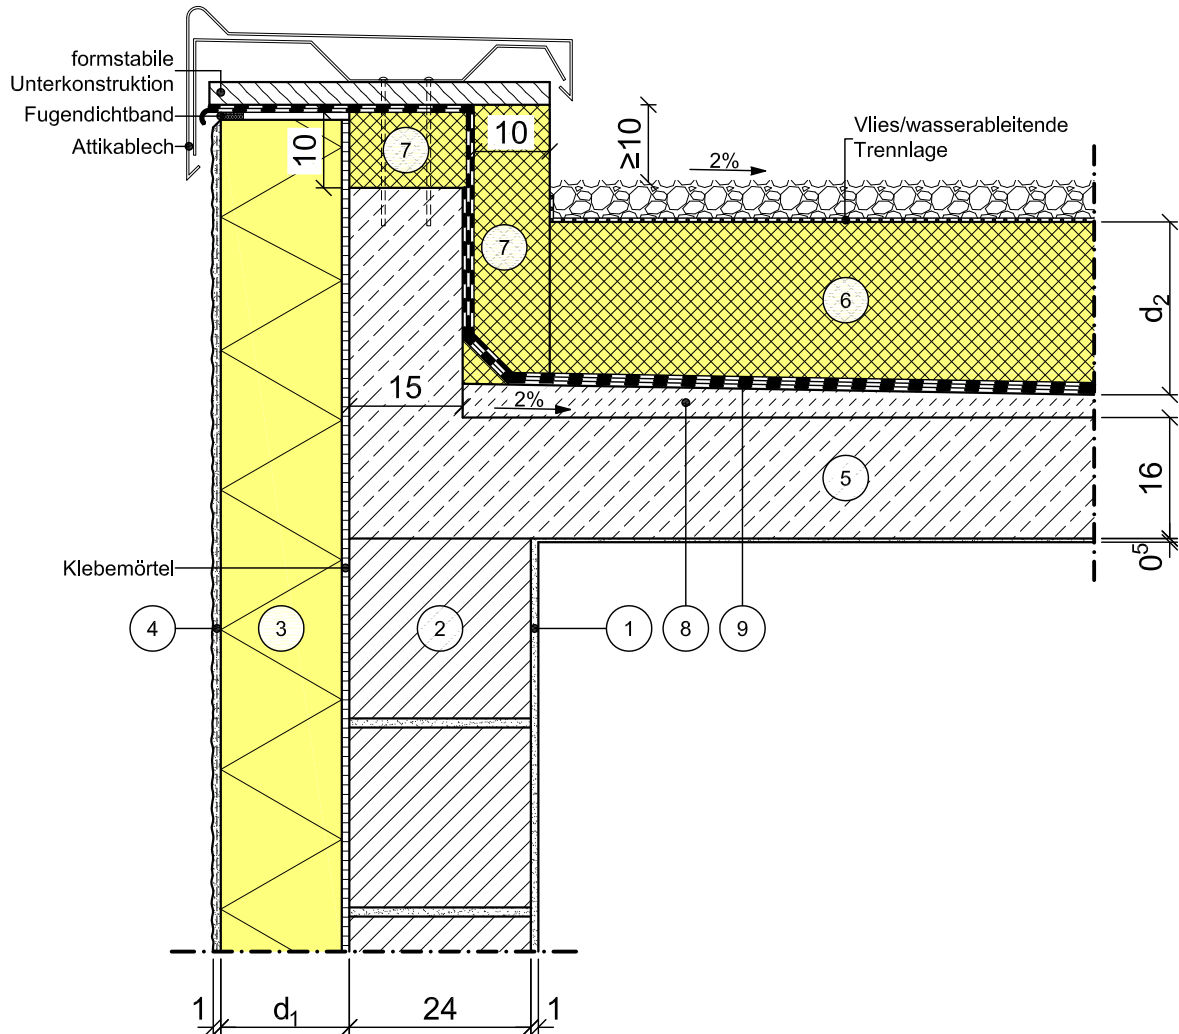 formstabile
Unterkonstruktion
Fugendichtband
Attikablech
10
7
10
≥10
2%
Vlies/wasserableitende
Trennlage
7
6
d2
15
2%
5
16
0⁵
Klebemörtel
4
3
2
1
8
9
1
d1
24
1